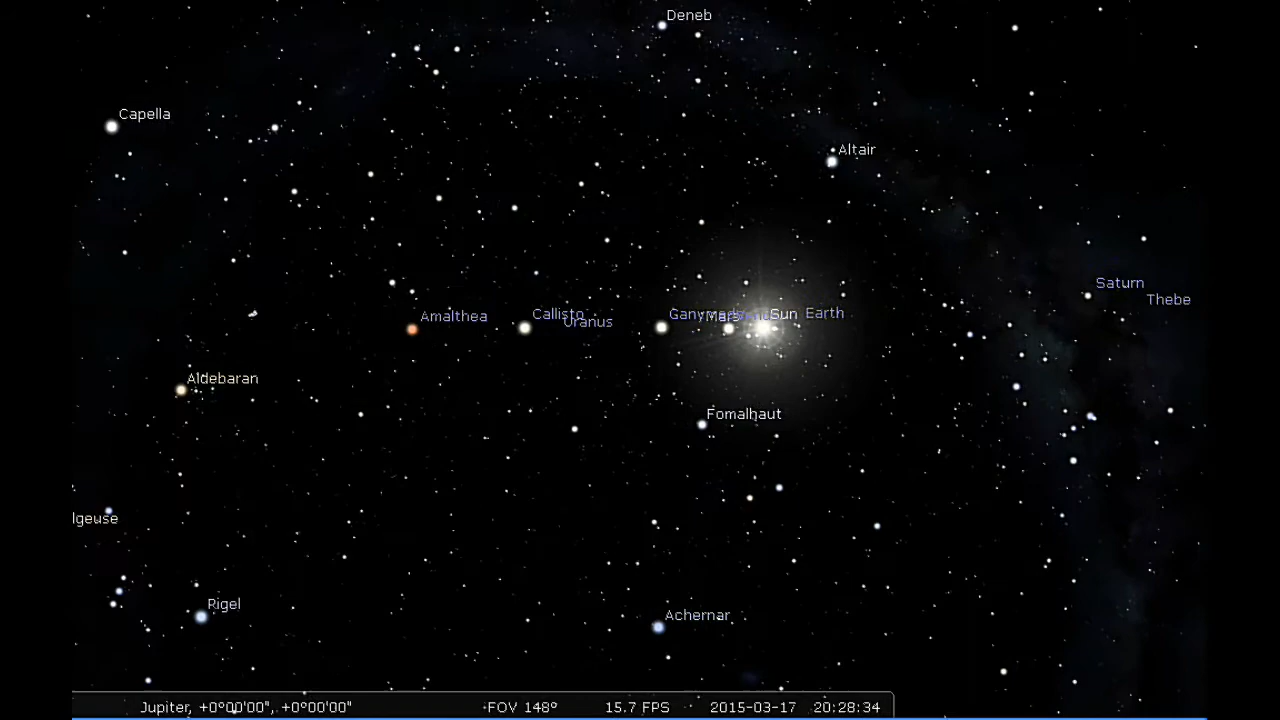 Deneb
Capella
Altair
Saturn
Thebe
Amalthea
Callisto
Uranus
Mars
Sun
Earth
Aldebaran
Fomalhaut
lgeuse
Rigel
Achernar
Jupiter, +0°00'00", +0°00'00" FOV 148° 15.7 FPS 2015-03-17 20:28:34